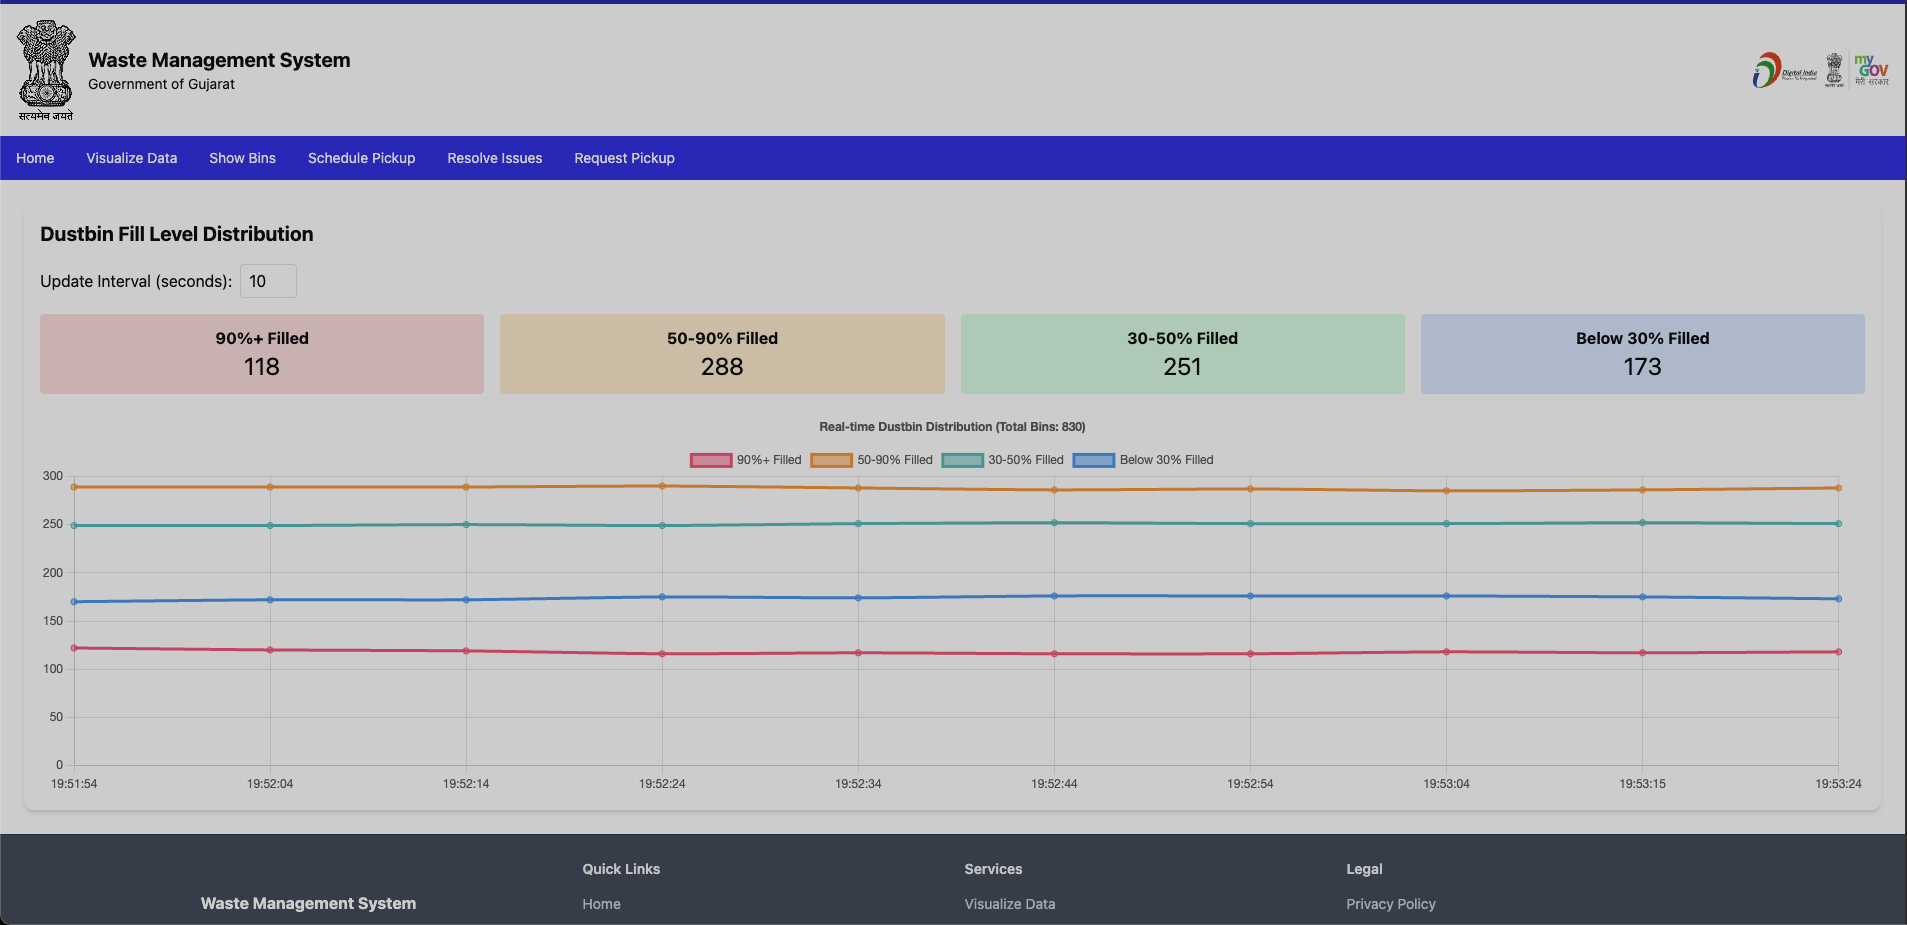 सत्यमेव जयते
Waste Management System
Government of Gujarat
Digital India
my
GOV
मेरी सरकार
Home
Visualize Data
Show Bins
Schedule Pickup
Resolve Issues
Request Pickup
Dustbin Fill Level Distribution
Update Interval (seconds): 10
90%+ Filled
118
50-90% Filled
288
30-50% Filled
251
Below 30% Filled
173
Real-time Dustbin Distribution (Total Bins: 830)
90%+ Filled
50-90% Filled
30-50% Filled
Below 30% Filled
300
250
200
150
100
50
0
19:51:54
19:52:04
19:52:14
19:52:24
19:52:34
19:52:44
19:52:54
19:53:04
19:53:15
19:53:24
Waste Management System
Quick Links
Home
Services
Visualize Data
Legal
Privacy Policy